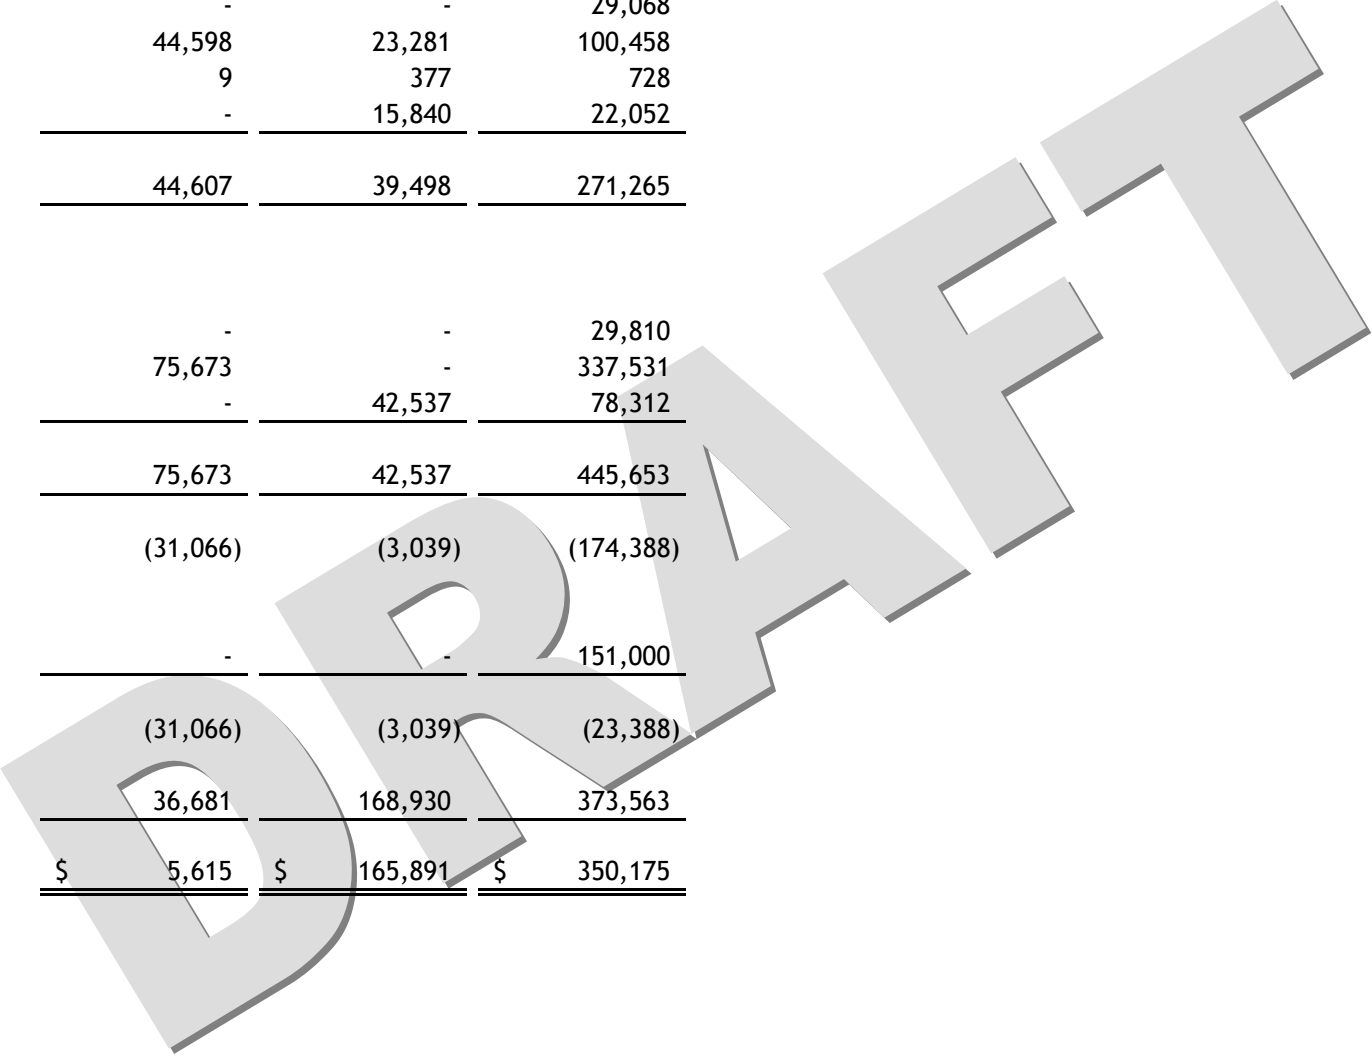 - - 29,068
44,598 23,281 100,458
9 377 728
- 15,840 22,052
44,607 39,498 271,265
- - 29,810
75,673 - 337,531
- 42,537 78,312
75,673 42,537 445,653
(31,066) (3,039) (174,388)
- - 151,000
(31,066) (3,039) (23,388)
36,681 168,930 373,563
$ 5,615 $ 165,891 $ 350,175
DRAFT